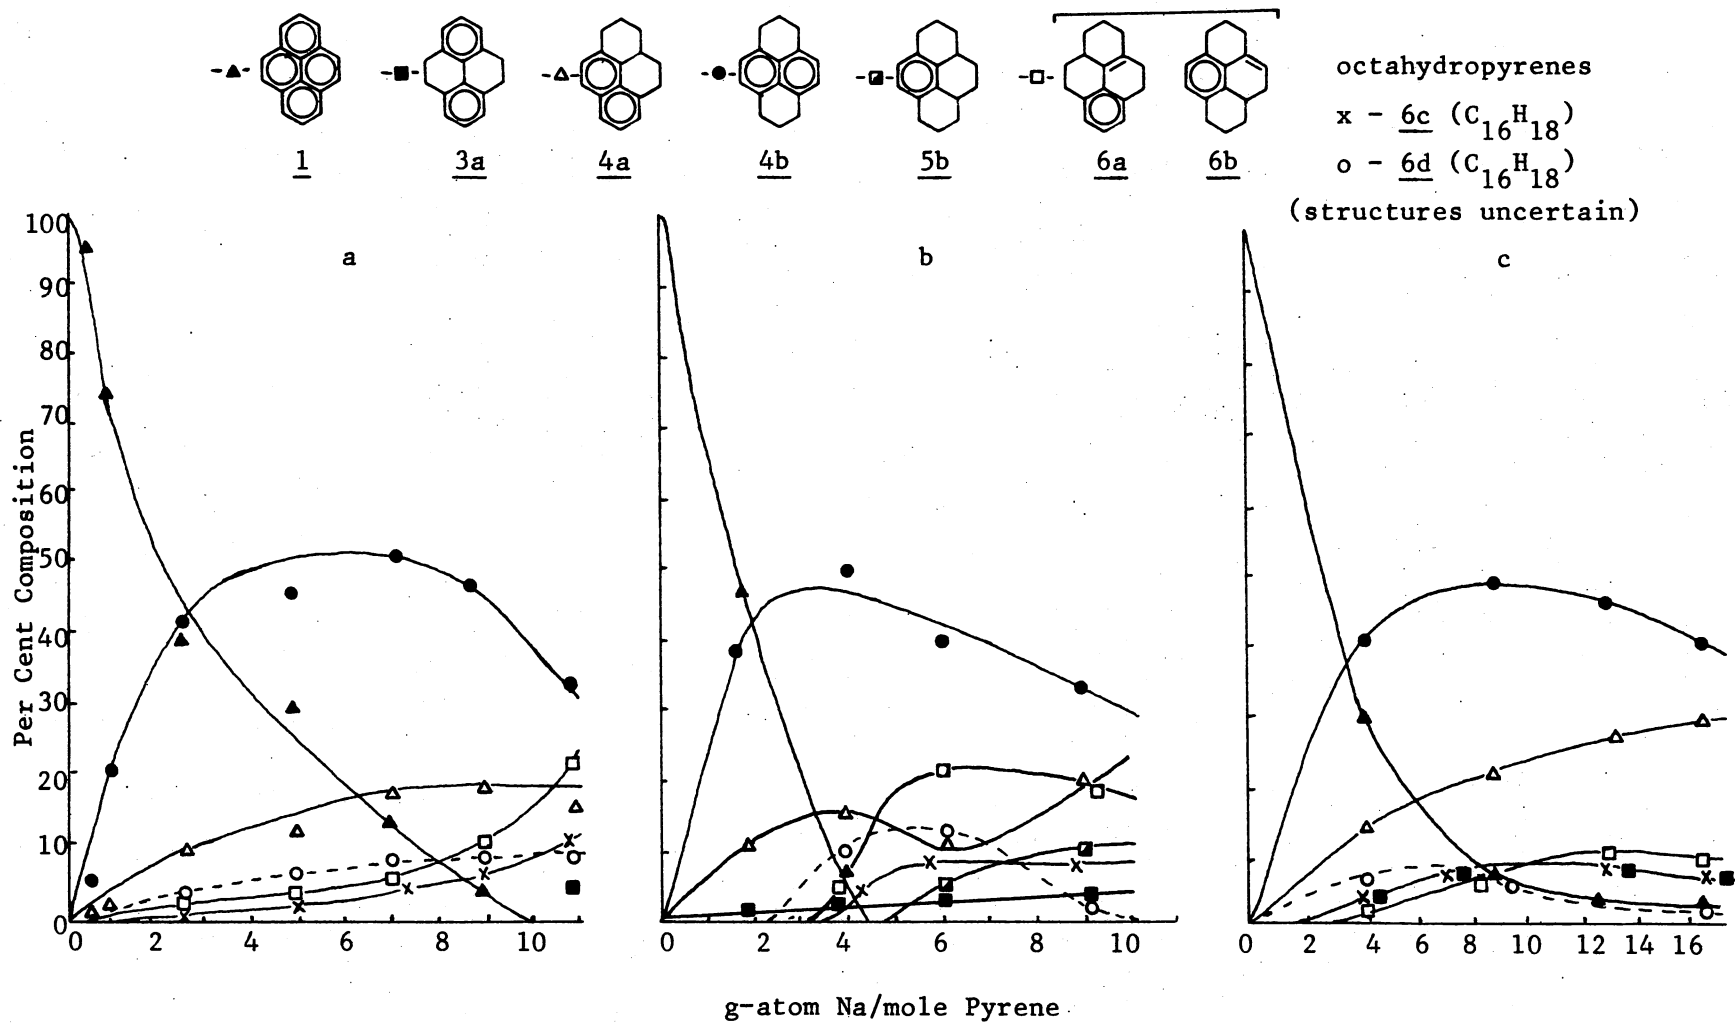 octahydropyrenes
x - 6c (C16H18)
o - 6d (C16H18)
(structures uncertain)
1 3a 4a 4b 5b 6a 6b
a b c
Per Cent Composition
100
90
80
70
60
50
40
30
20
10
0
0 2 4 6 8 10
0 2 4 6 8 10
0 2 4 6 8 10 12 14 16
g-atom Na/mole Pyrene